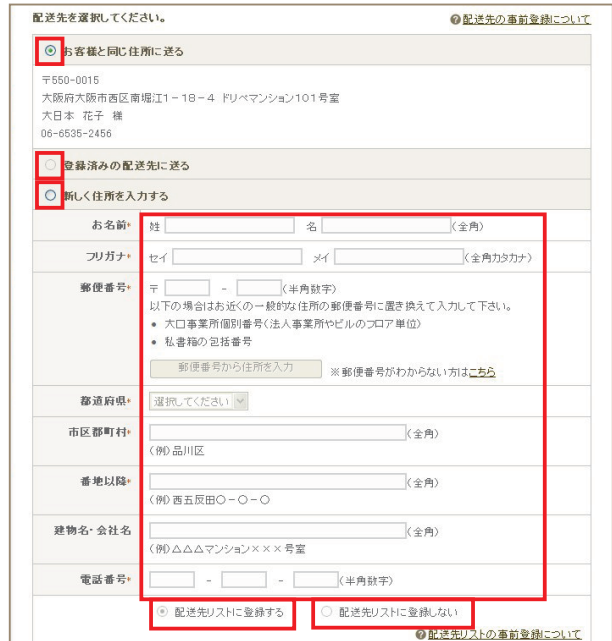 配送先を選択してください。
配送先の事前登録について
お客様と同じ住所に送る
〒550-0015
大阪府大阪市西区南堀江1-18-4 ドリペマンション101号室
大日本 花子 様
06-6535-2456
登録済みの配送先に送る
新しく住所を入力する
お名前* 姓 名 (全角)
フリガナ* セイ メイ (全角カタカナ)
郵便番号* 〒 - (半角数字)
以下の場合はお近くの一般的な住所の郵便番号に置き換えて入力して下さい。
• 大口事業所個別番号(法人事業所やビルのフロア単位)
• 私書箱の包括番号
郵便番号から住所を入力 ※郵便番号がわからない方はこちら
都道府県* 選択してください
市区郡町村* (全角)
(例) 品川区
番地以降* (全角)
(例) 西五反田○-○-○
建物名・会社名 (全角)
(例) △△△マンション×××号室
電話番号* - - (半角数字)
配送先リストに登録する 配送先リストに登録しない
配送先リストの事前登録について